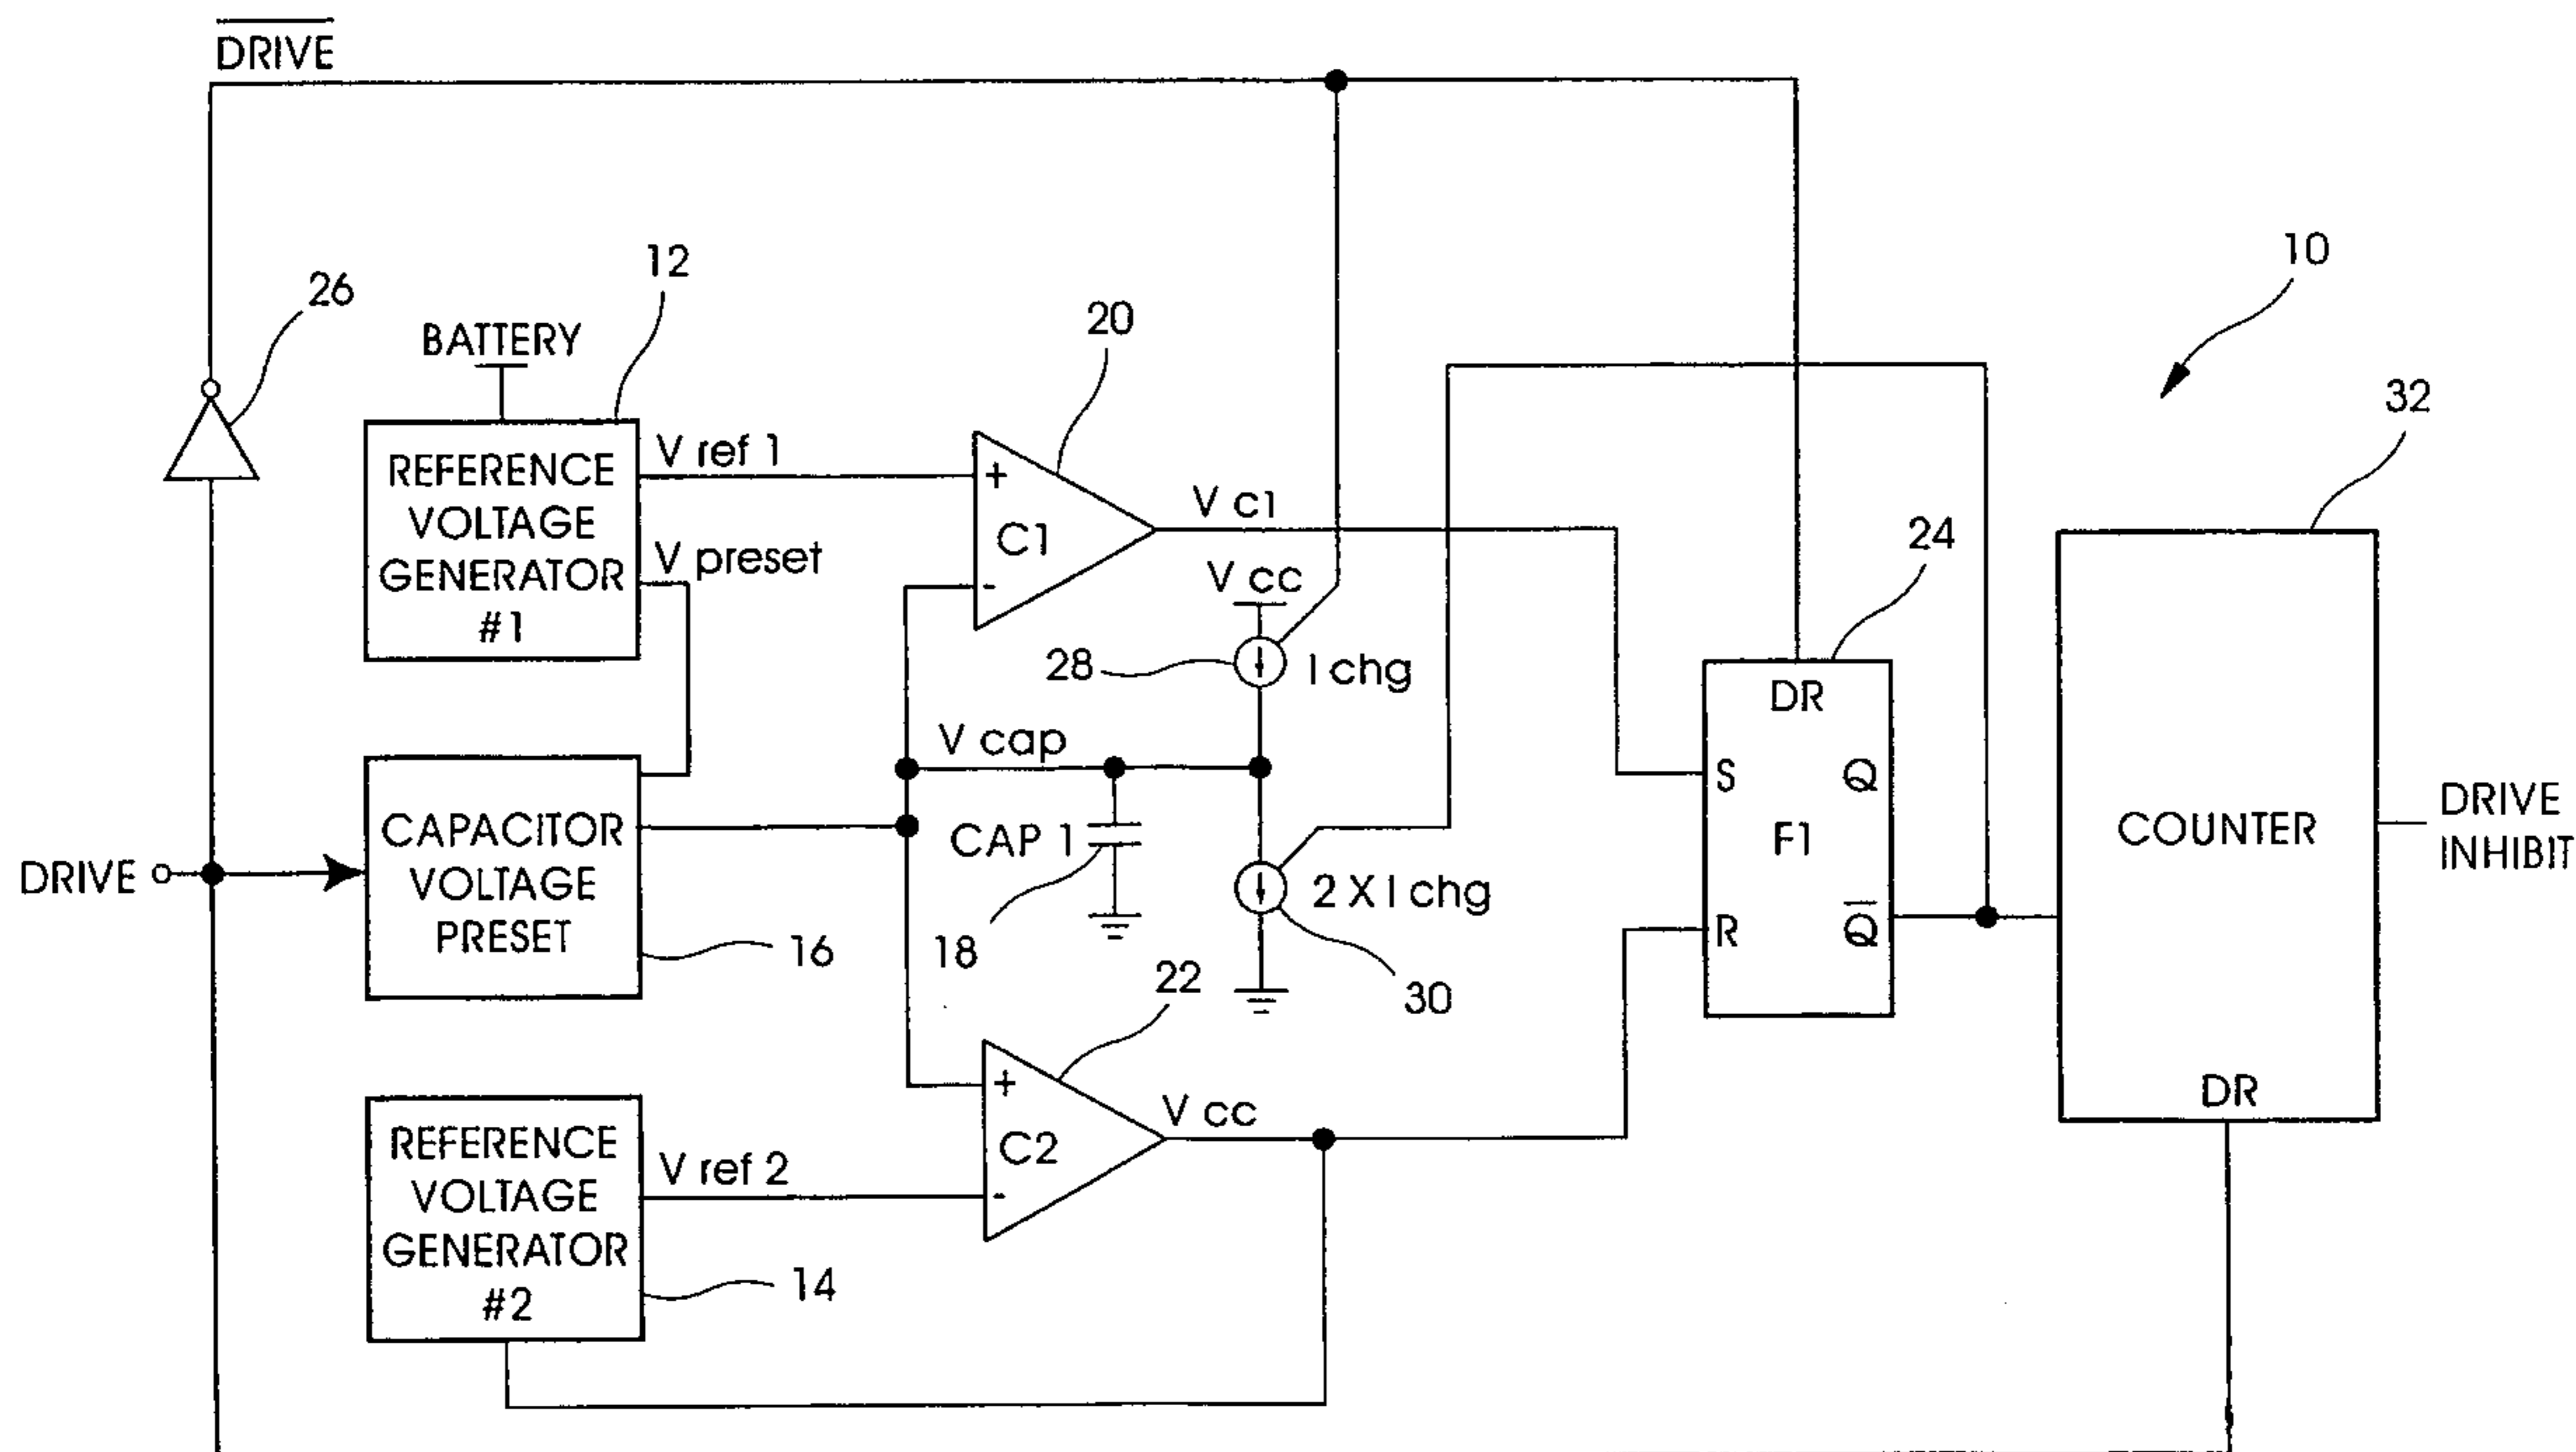 DRIVE
26
BATTERY
12
REFERENCE
VOLTAGE
GENERATOR
#1
V ref 1
V preset
20
+
C1
-
V c1
V cc
28
I chg
10
32
24
DR
S
Q
F1
R
Q
COUNTER
DR
DRIVE
INHIBIT
DRIVE
CAPACITOR
VOLTAGE
PRESET
16
V cap
CAP 1
18
2 X I chg
30
22
+
C2
-
V cc
REFERENCE
VOLTAGE
GENERATOR
#2
V ref 2
14